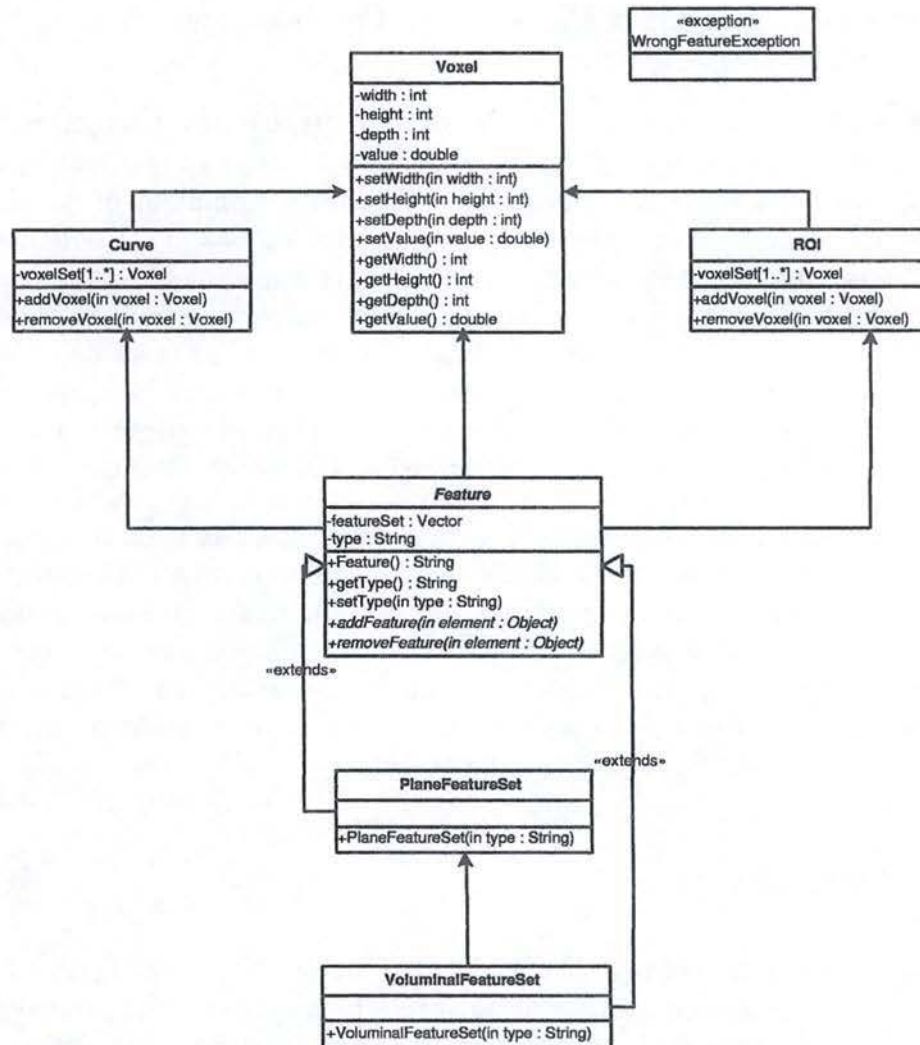 «exception»
WrongFeatureException
Voxel
-width : int
-height : int
-depth : int
-value : double
+setWidth(in width : int)
+setHeight(in height : int)
+setDepth(in depth : int)
+setValue(in value : double)
+getWidth() : int
+getHeight() : int
+getDepth() : int
+getValue() : double
Curve
-voxelSet[1..*] : Voxel
+addVoxel(in voxel : Voxel)
+removeVoxel(in voxel : Voxel)
ROI
-voxelSet[1..*] : Voxel
+addVoxel(in voxel : Voxel)
+removeVoxel(in voxel : Voxel)
Feature
-featureSet : Vector
-type : String
+Feature() : String
+getType() : String
+setType(in type : String)
+addFeature(in element : Object)
+removeFeature(in element : Object)
«extends»
«extends»
PlaneFeatureSet
+PlaneFeatureSet(in type : String)
VoluminalFeatureSet
+VoluminalFeatureSet(in type : String)